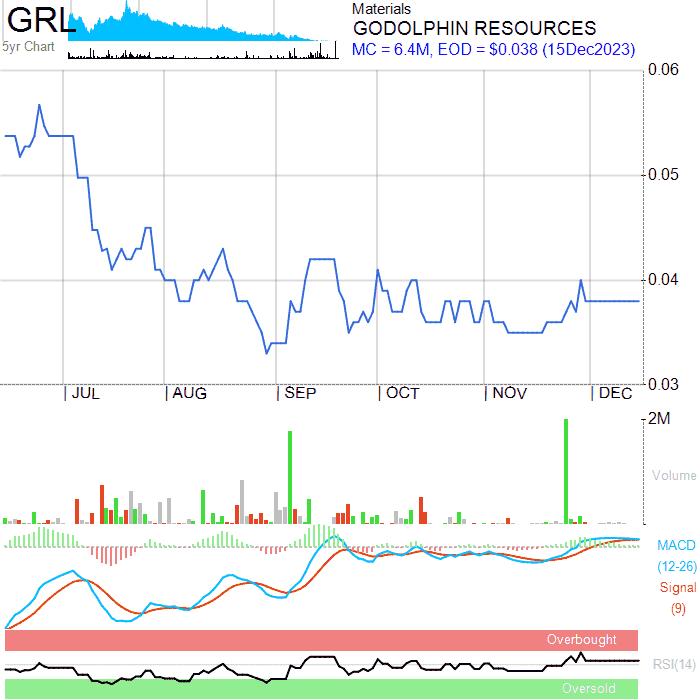 GRL
5yr Chart
Materials
GODOLPHIN RESOURCES
MC = 6.4M, EOD = $0.038 (15Dec2023)
0.06
0.05
0.04
0.03
JUL AUG SEP OCT NOV DEC
2M
Volume
MACD
(12-26)
Signal
(9)
Overbought
RSI(14)
Oversold